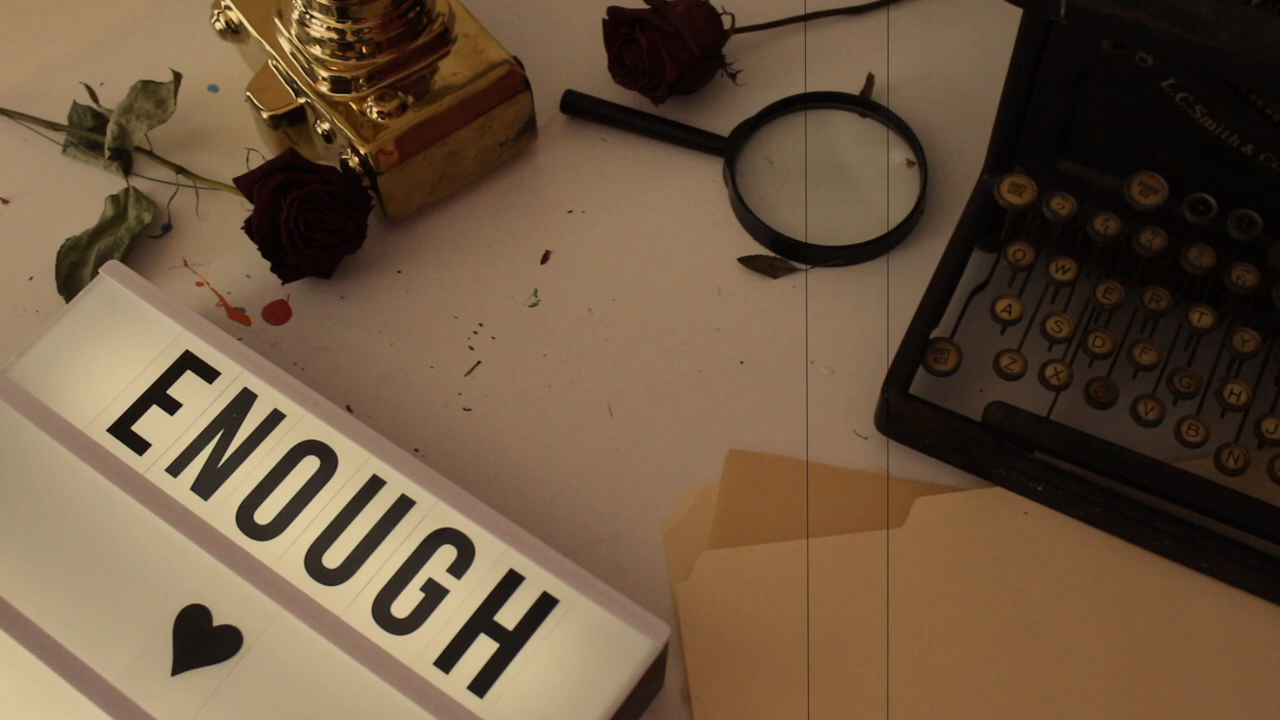 ENOUGH
L.C. Smith & Co
Q W E R T Y
A S D F G H J
Z X C V B N